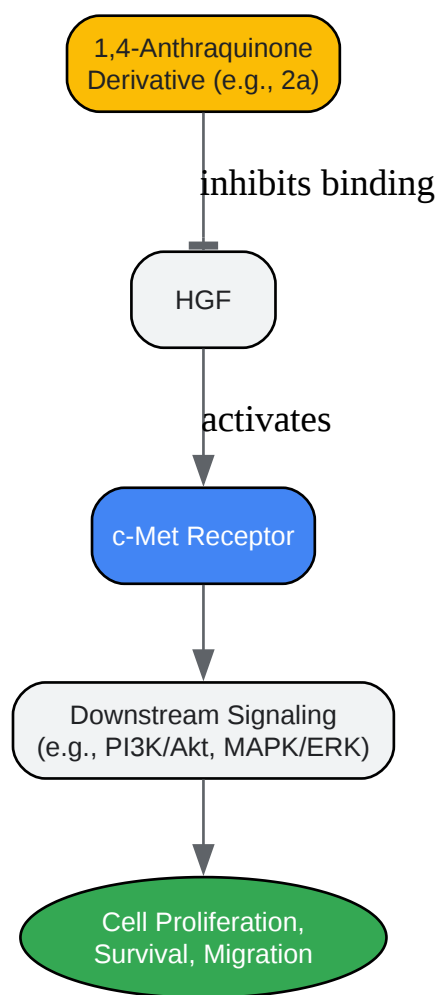 1,4-Anthraquinone
Derivative (e.g., 2a)
inhibits binding
HGF
activates
c-Met Receptor
Downstream Signaling
(e.g., PI3K/Akt, MAPK/ERK)
Cell Proliferation,
Survival, Migration